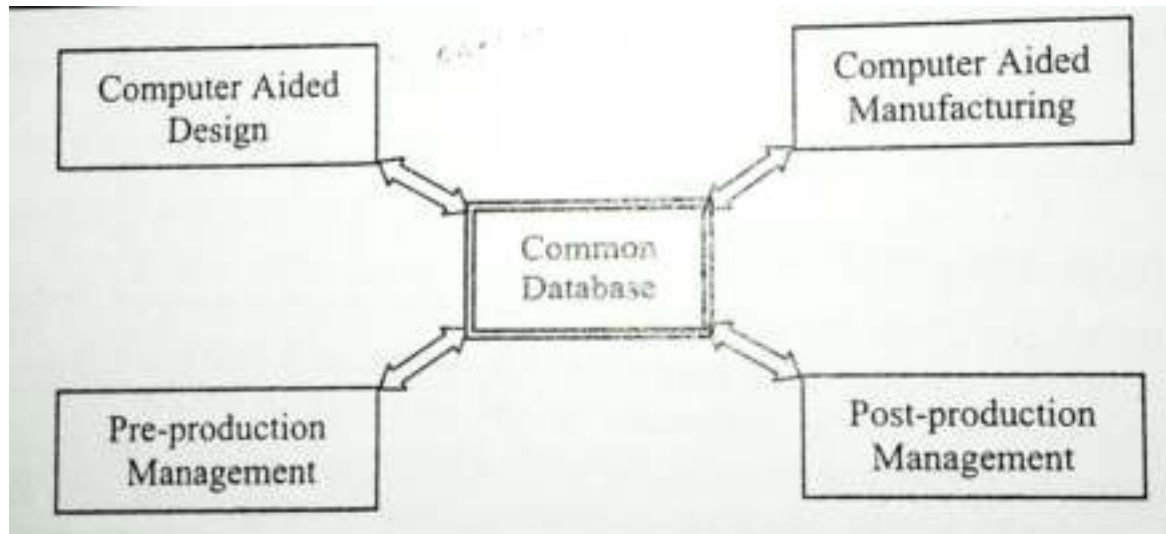 Computer Aided
Design
Computer Aided
Manufacturing
Common
Database
Pre-production
Management
Post-production
Management